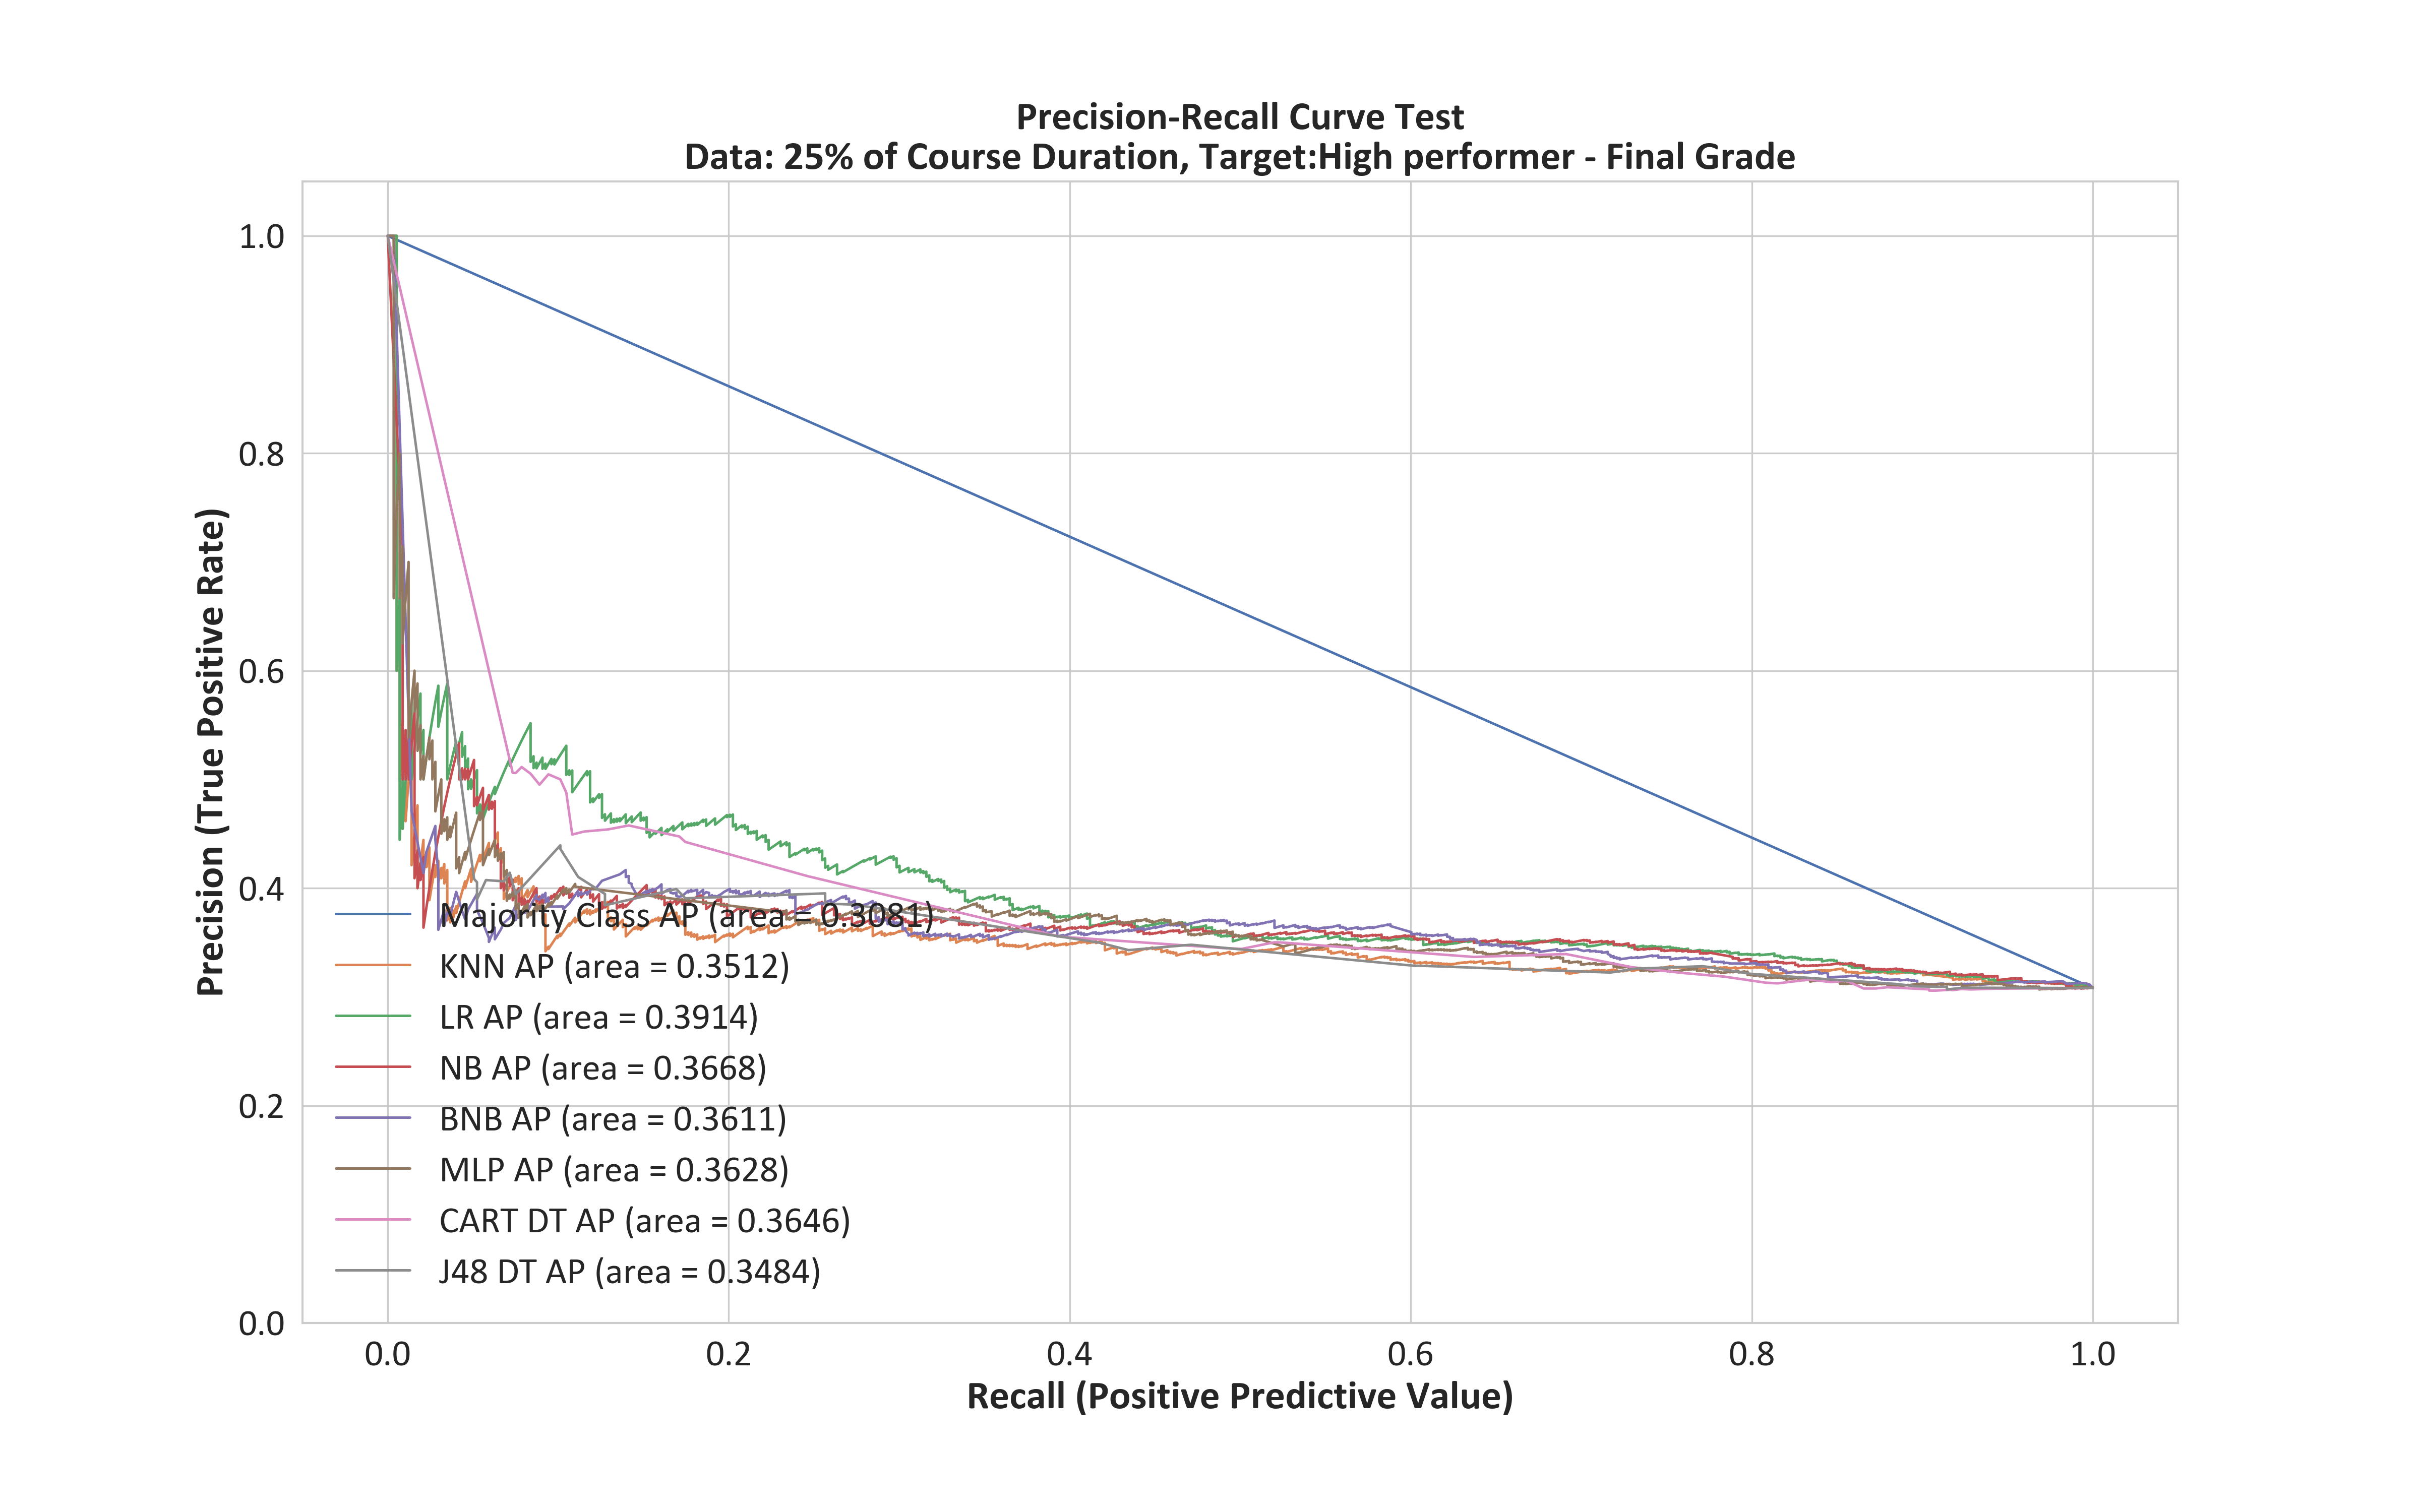 Precision-Recall Curve Test
Data: 25% of Course Duration, Target:High performer - Final Grade
Precision (True Positive Rate)
1.0
0.8
0.6
0.4
0.2
0.0
Majority Class AP (area = 0.3081)
KNN AP (area = 0.3512)
LR AP (area = 0.3914)
NB AP (area = 0.3668)
BNB AP (area = 0.3611)
MLP AP (area = 0.3628)
CART DT AP (area = 0.3646)
J48 DT AP (area = 0.3484)
0.0 0.2 0.4 0.6 0.8 1.0
Recall (Positive Predictive Value)